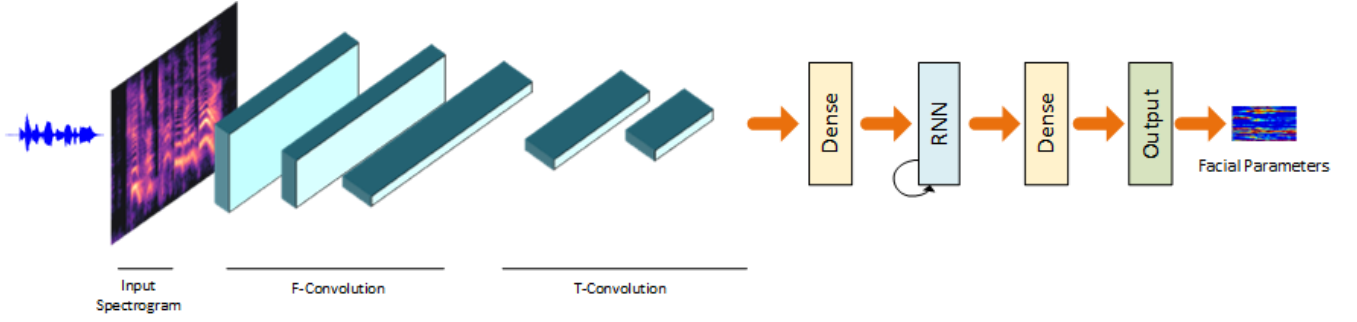 Dense
RNN
Dense
Output
Facial Parameters
Input
Spectrogram
F-Convolution
T-Convolution